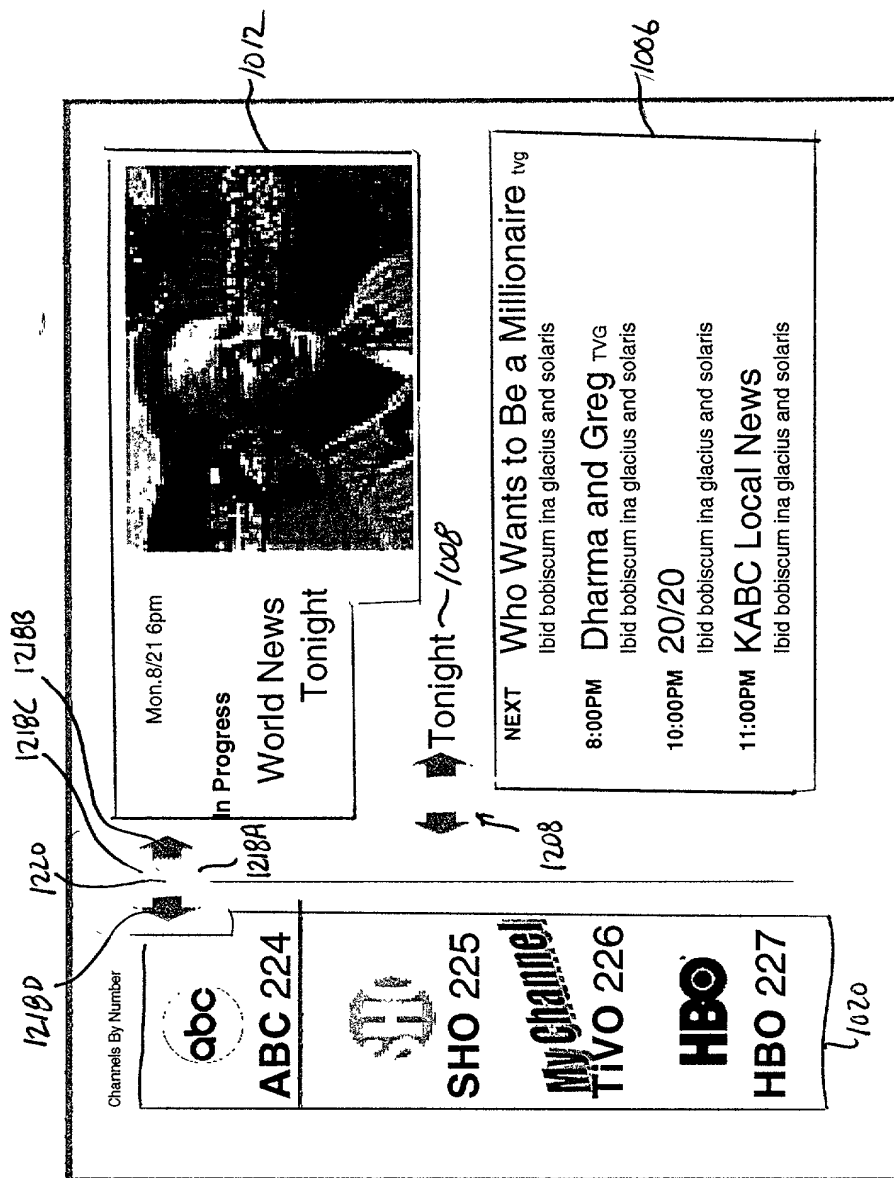 1218D
1220
1218C
1218B
1218A
1012
Channels By Number
abc
ABC 224
SHO
SHO 225
My Channel
TiVO 226
HBO
HBO 227
1020
Mon.8/21 6pm
In Progress
World News
Tonight
Tonight
1008
1208
1006
NEXT Who Wants to Be a Millionaire tvg
Ibid bobiscum ina glacius and solaris
8:00PM Dharma and Greg TVG
Ibid bobiscum ina glacius and solaris
10:00PM 20/20
Ibid bobiscum ina glacius and solaris
11:00PM KABC Local News
Ibid bobiscum ina glacius and solaris